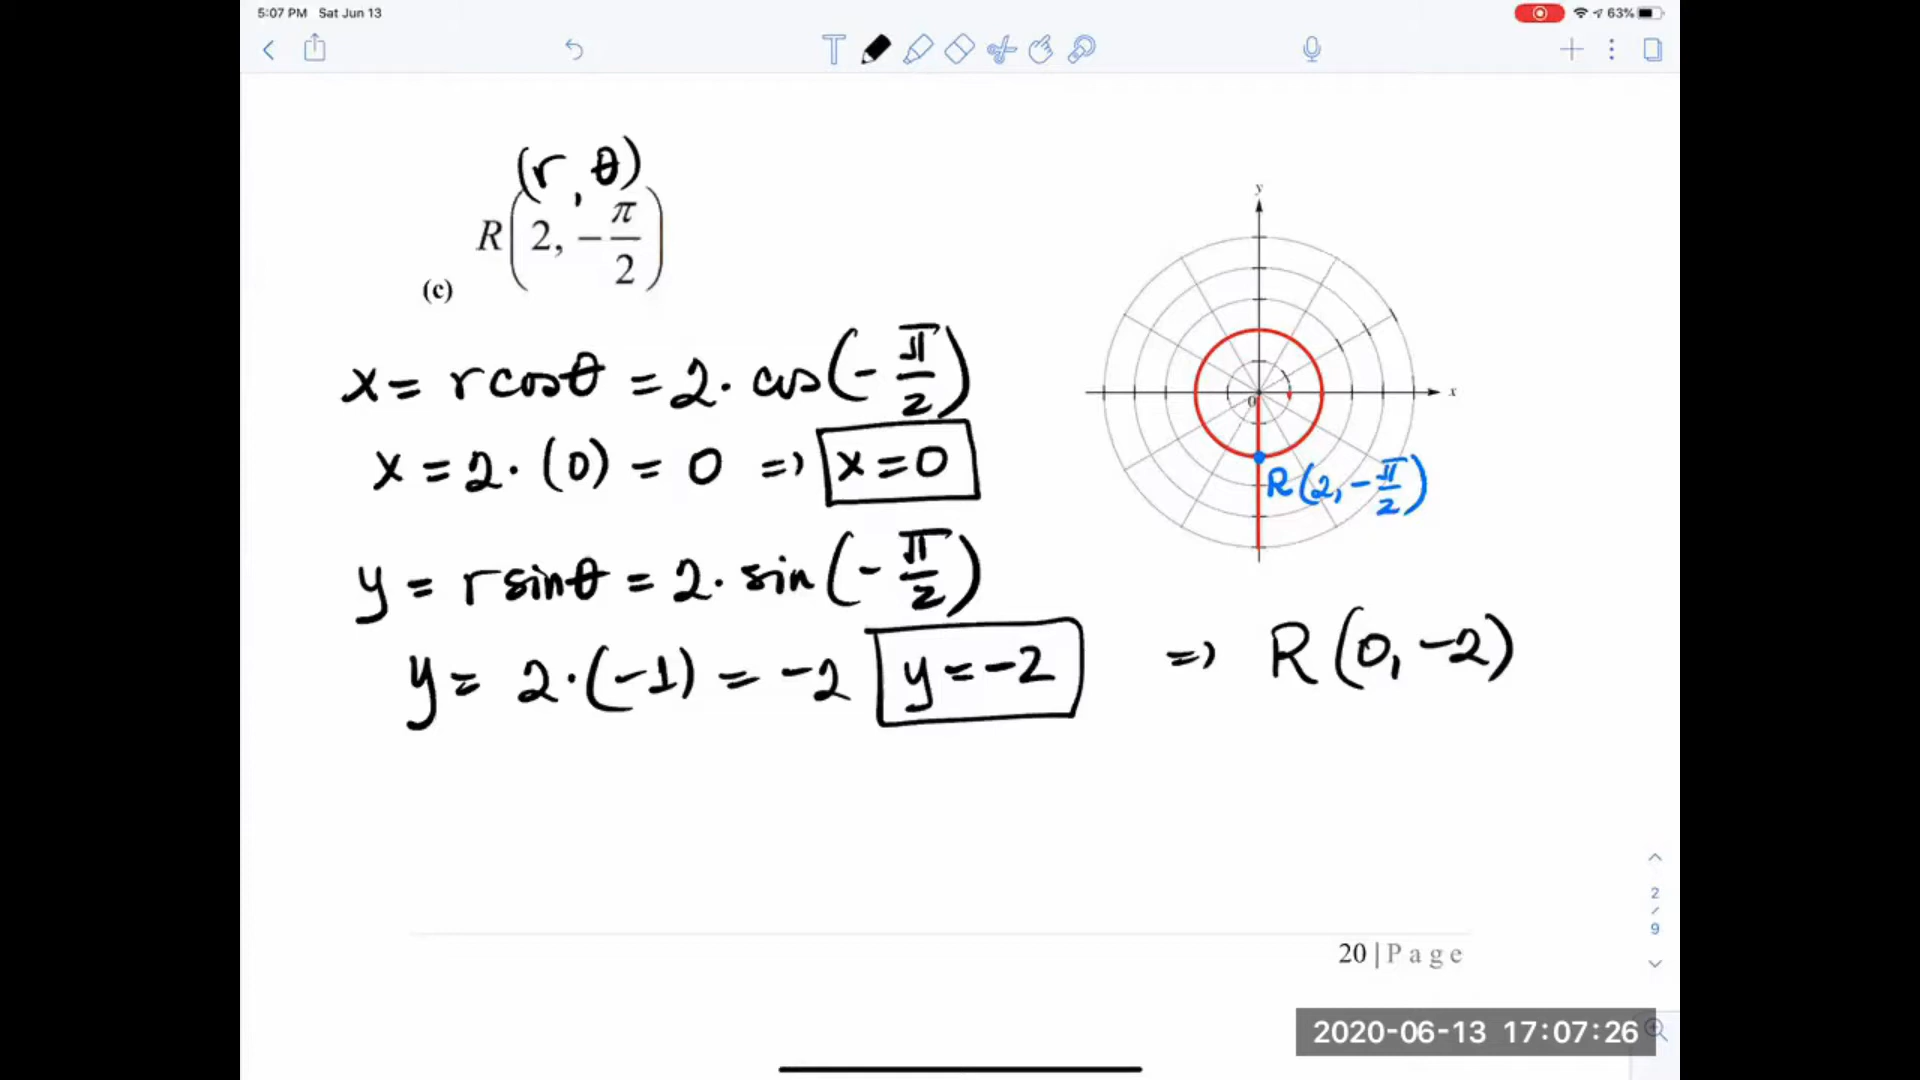 5:07 PM Sat Jun 13
63%
T
(r, θ)
R(2, -π/2)
(c)
x = rcosθ = 2 · cos(-π/2)
x = 2 · (0) = 0 => x = 0
y = rsinθ = 2 · sin(-π/2)
y = 2 · (-1) = -2 y = -2
y
x
0
R(2, -π/2)
=> R(0, -2)
2
/
9
20 | Page
2020-06-13 17:07:26